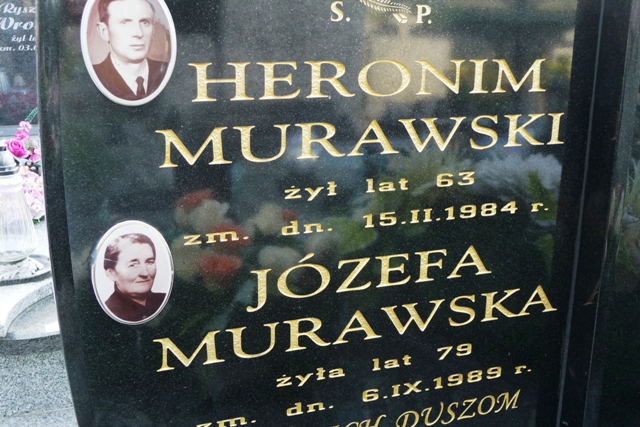 Ś. P.
HERONIM
MURAWSKI
żył lat 63
zm. dn. 15.II.1984 r.
JÓZEFA
MURAWSKA
żyła lat 79
zm. dn. 6.IX.1989 r.
DUSZOM